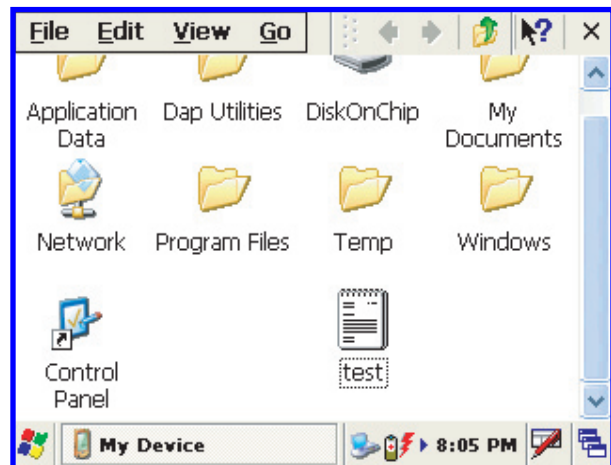 File Edit View Go ?
Application Data Dap Utilities DiskOnChip My Documents
Network Program Files Temp Windows
Control Panel test
My Device 8:05 PM